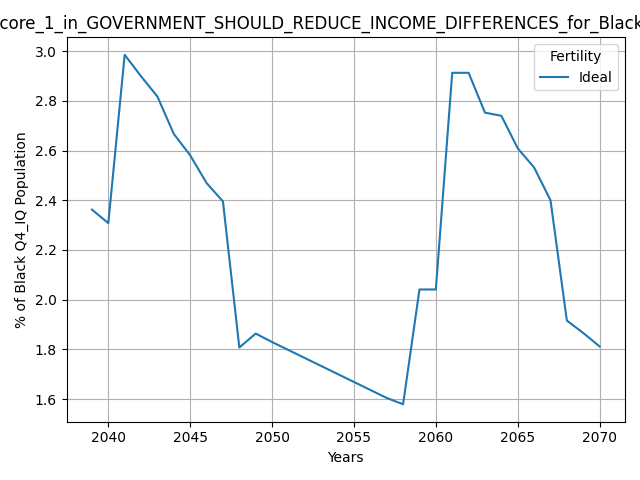 core_1_in_GOVERNMENT_SHOULD_REDUCE_INCOME_DIFFERENCES_for_Black
3.0
2.8
2.6
2.4
2.2
2.0
1.8
1.6
% of Black Q4_IQ Population
Fertility
Ideal
2040 2045 2050 2055 2060 2065 2070
Years